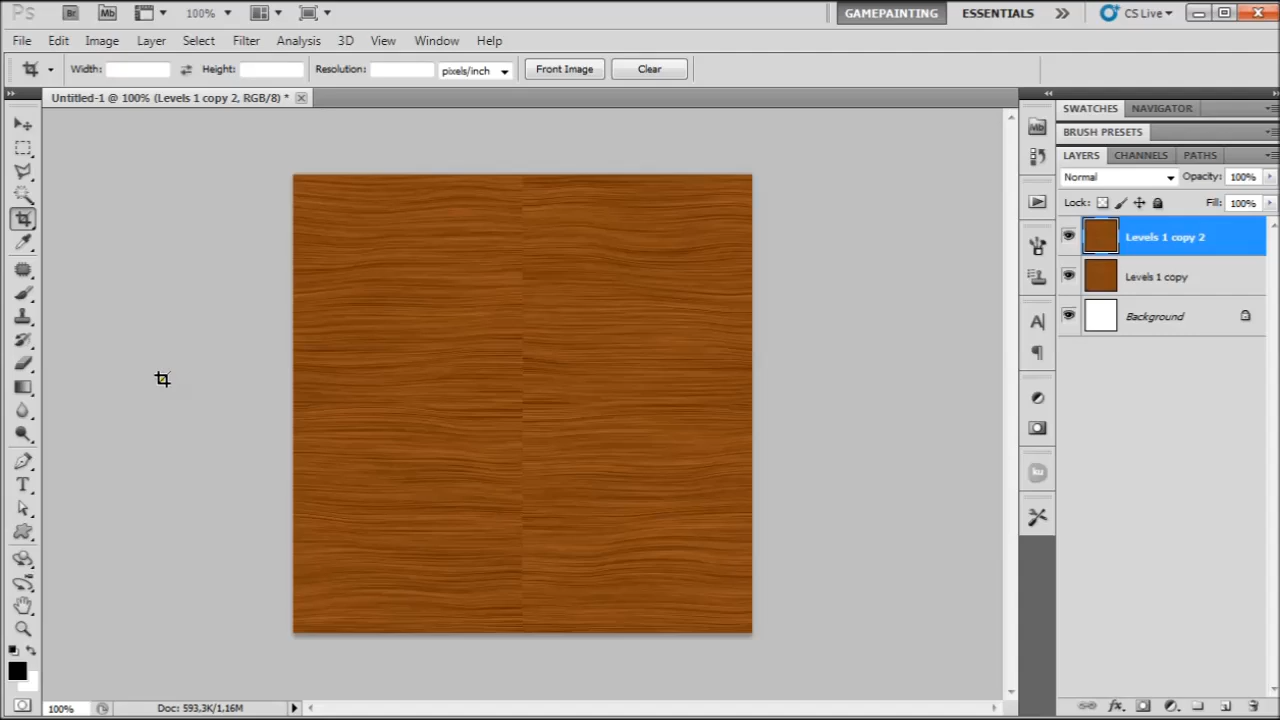 Ps Br Mb 100% GAMEPAINTING ESSENTIALS CS Live
File Edit Image Layer Select Filter Analysis 3D View Window Help
Width: Height: Resolution: pixels/inch Front Image Clear
Untitled-1 @ 100% (Levels 1 copy 2, RGB/8) *
SWATCHES NAVIGATOR
Mb
BRUSH PRESETS
LAYERS CHANNELS PATHS
Normal Opacity: 100%
Lock: Fill: 100%
Levels 1 copy 2
Levels 1 copy
Background
ku
100% Doc: 593,3K/1,16M